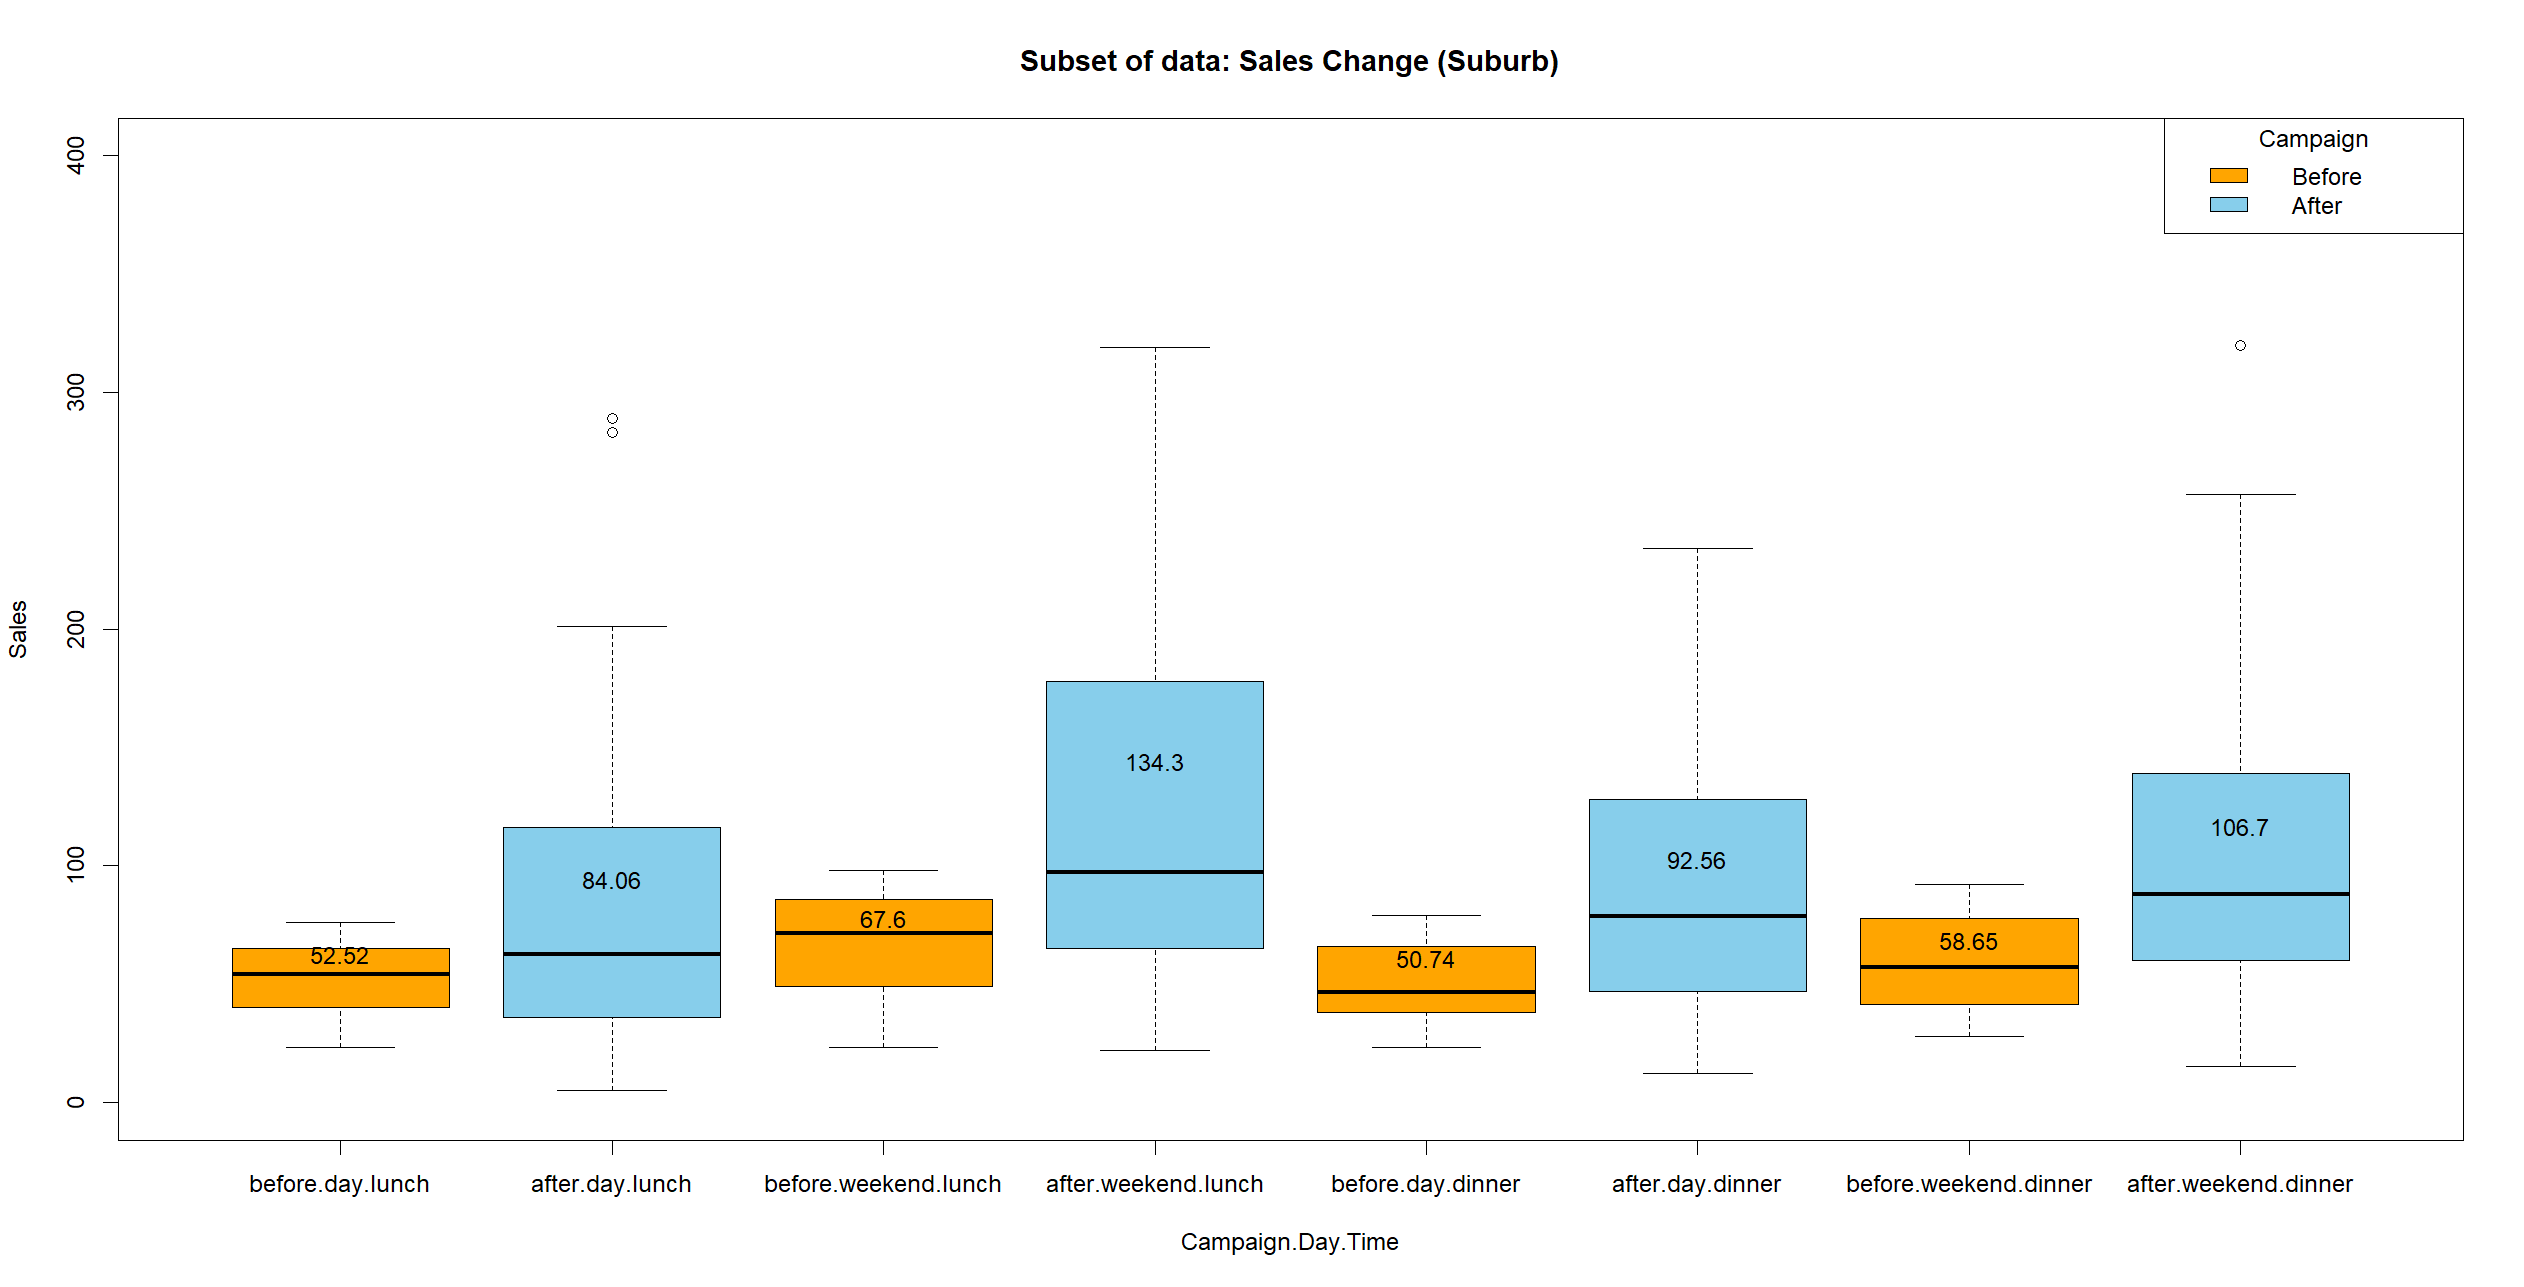 Subset of data: Sales Change (Suburb)
Campaign
Before
After
Sales
400
300
200
100
0
52.52
84.06
67.6
134.3
50.74
92.56
58.65
106.7
before.day.lunch
after.day.lunch
before.weekend.lunch
after.weekend.lunch
before.day.dinner
after.day.dinner
before.weekend.dinner
after.weekend.dinner
Campaign.Day.Time